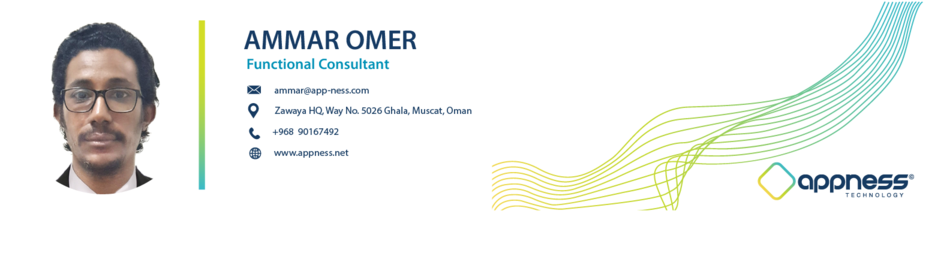 AMMAR OMER
Functional Consultant
ammar@app-ness.com
Zawaya HQ, Way No. 5026 Ghala, Muscat, Oman
+968 90167492
www.appness.net
appness©
TECHNOLOGY